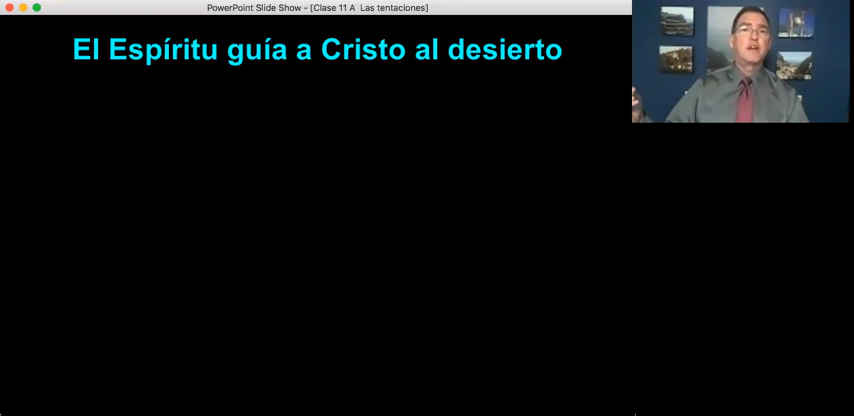 PowerPoint Slide Show - [Clase 11 A  Las tentaciones]
El Espíritu guía a Cristo al desierto